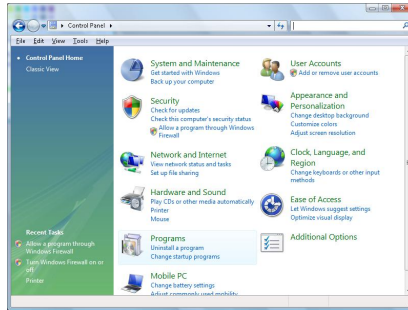 Control Panel
File Edit View Tools Help
Control Panel Home
Classic View
Recent Tasks
Allow a program through
Windows Firewall
Turn Windows Firewall on or
off
Printer
System and Maintenance
Get started with Windows
Back up your computer
Security
Check for updates
Check this computer's security status
Allow a program through Windows
Firewall
Network and Internet
View network status and tasks
Set up file sharing
Hardware and Sound
Play CDs or other media automatically
Printer
Mouse
Programs
Uninstall a program
Change startup programs
Mobile PC
Change battery settings
Adjust commonly used mobility
User Accounts
Add or remove user accounts
Appearance and
Personalization
Change desktop background
Customize colors
Adjust screen resolution
Clock, Language, and
Region
Change keyboards or other input
methods
Ease of Access
Let Windows suggest settings
Optimize visual display
Additional Options